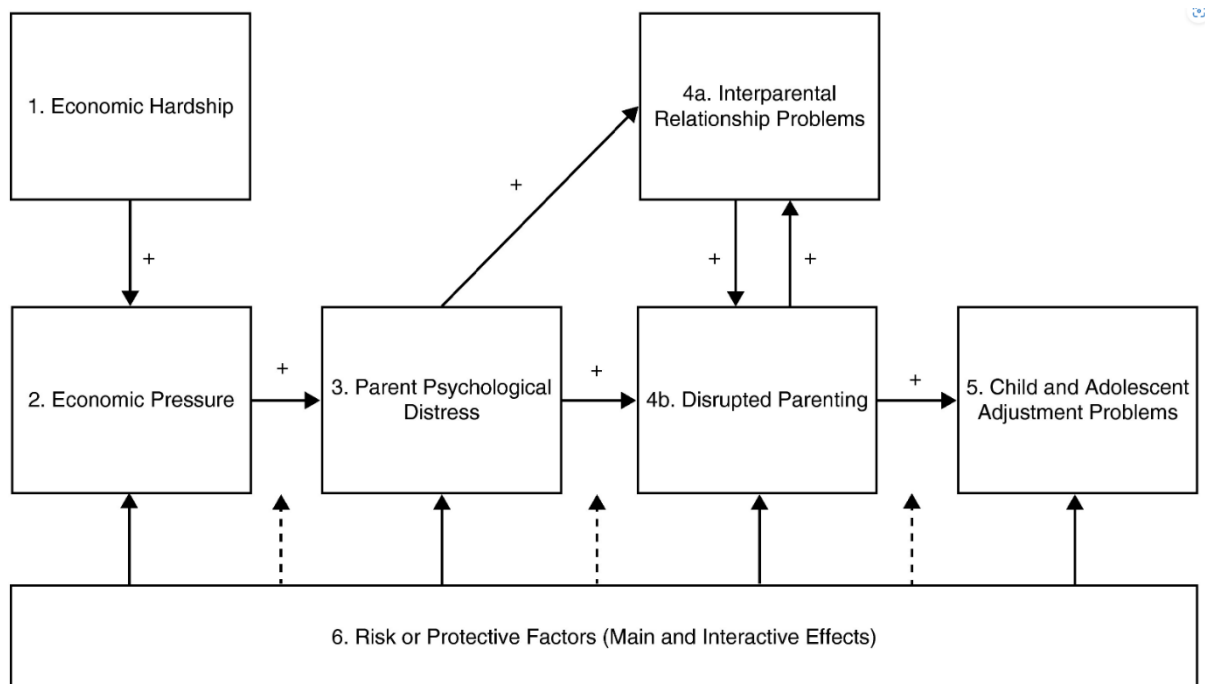 1. Economic Hardship
4a. Interparental
Relationship Problems
+
+
+
+
2. Economic Pressure
+
3. Parent Psychological
Distress
+
4b. Disrupted Parenting
+
5. Child and Adolescent
Adjustment Problems
6. Risk or Protective Factors (Main and Interactive Effects)